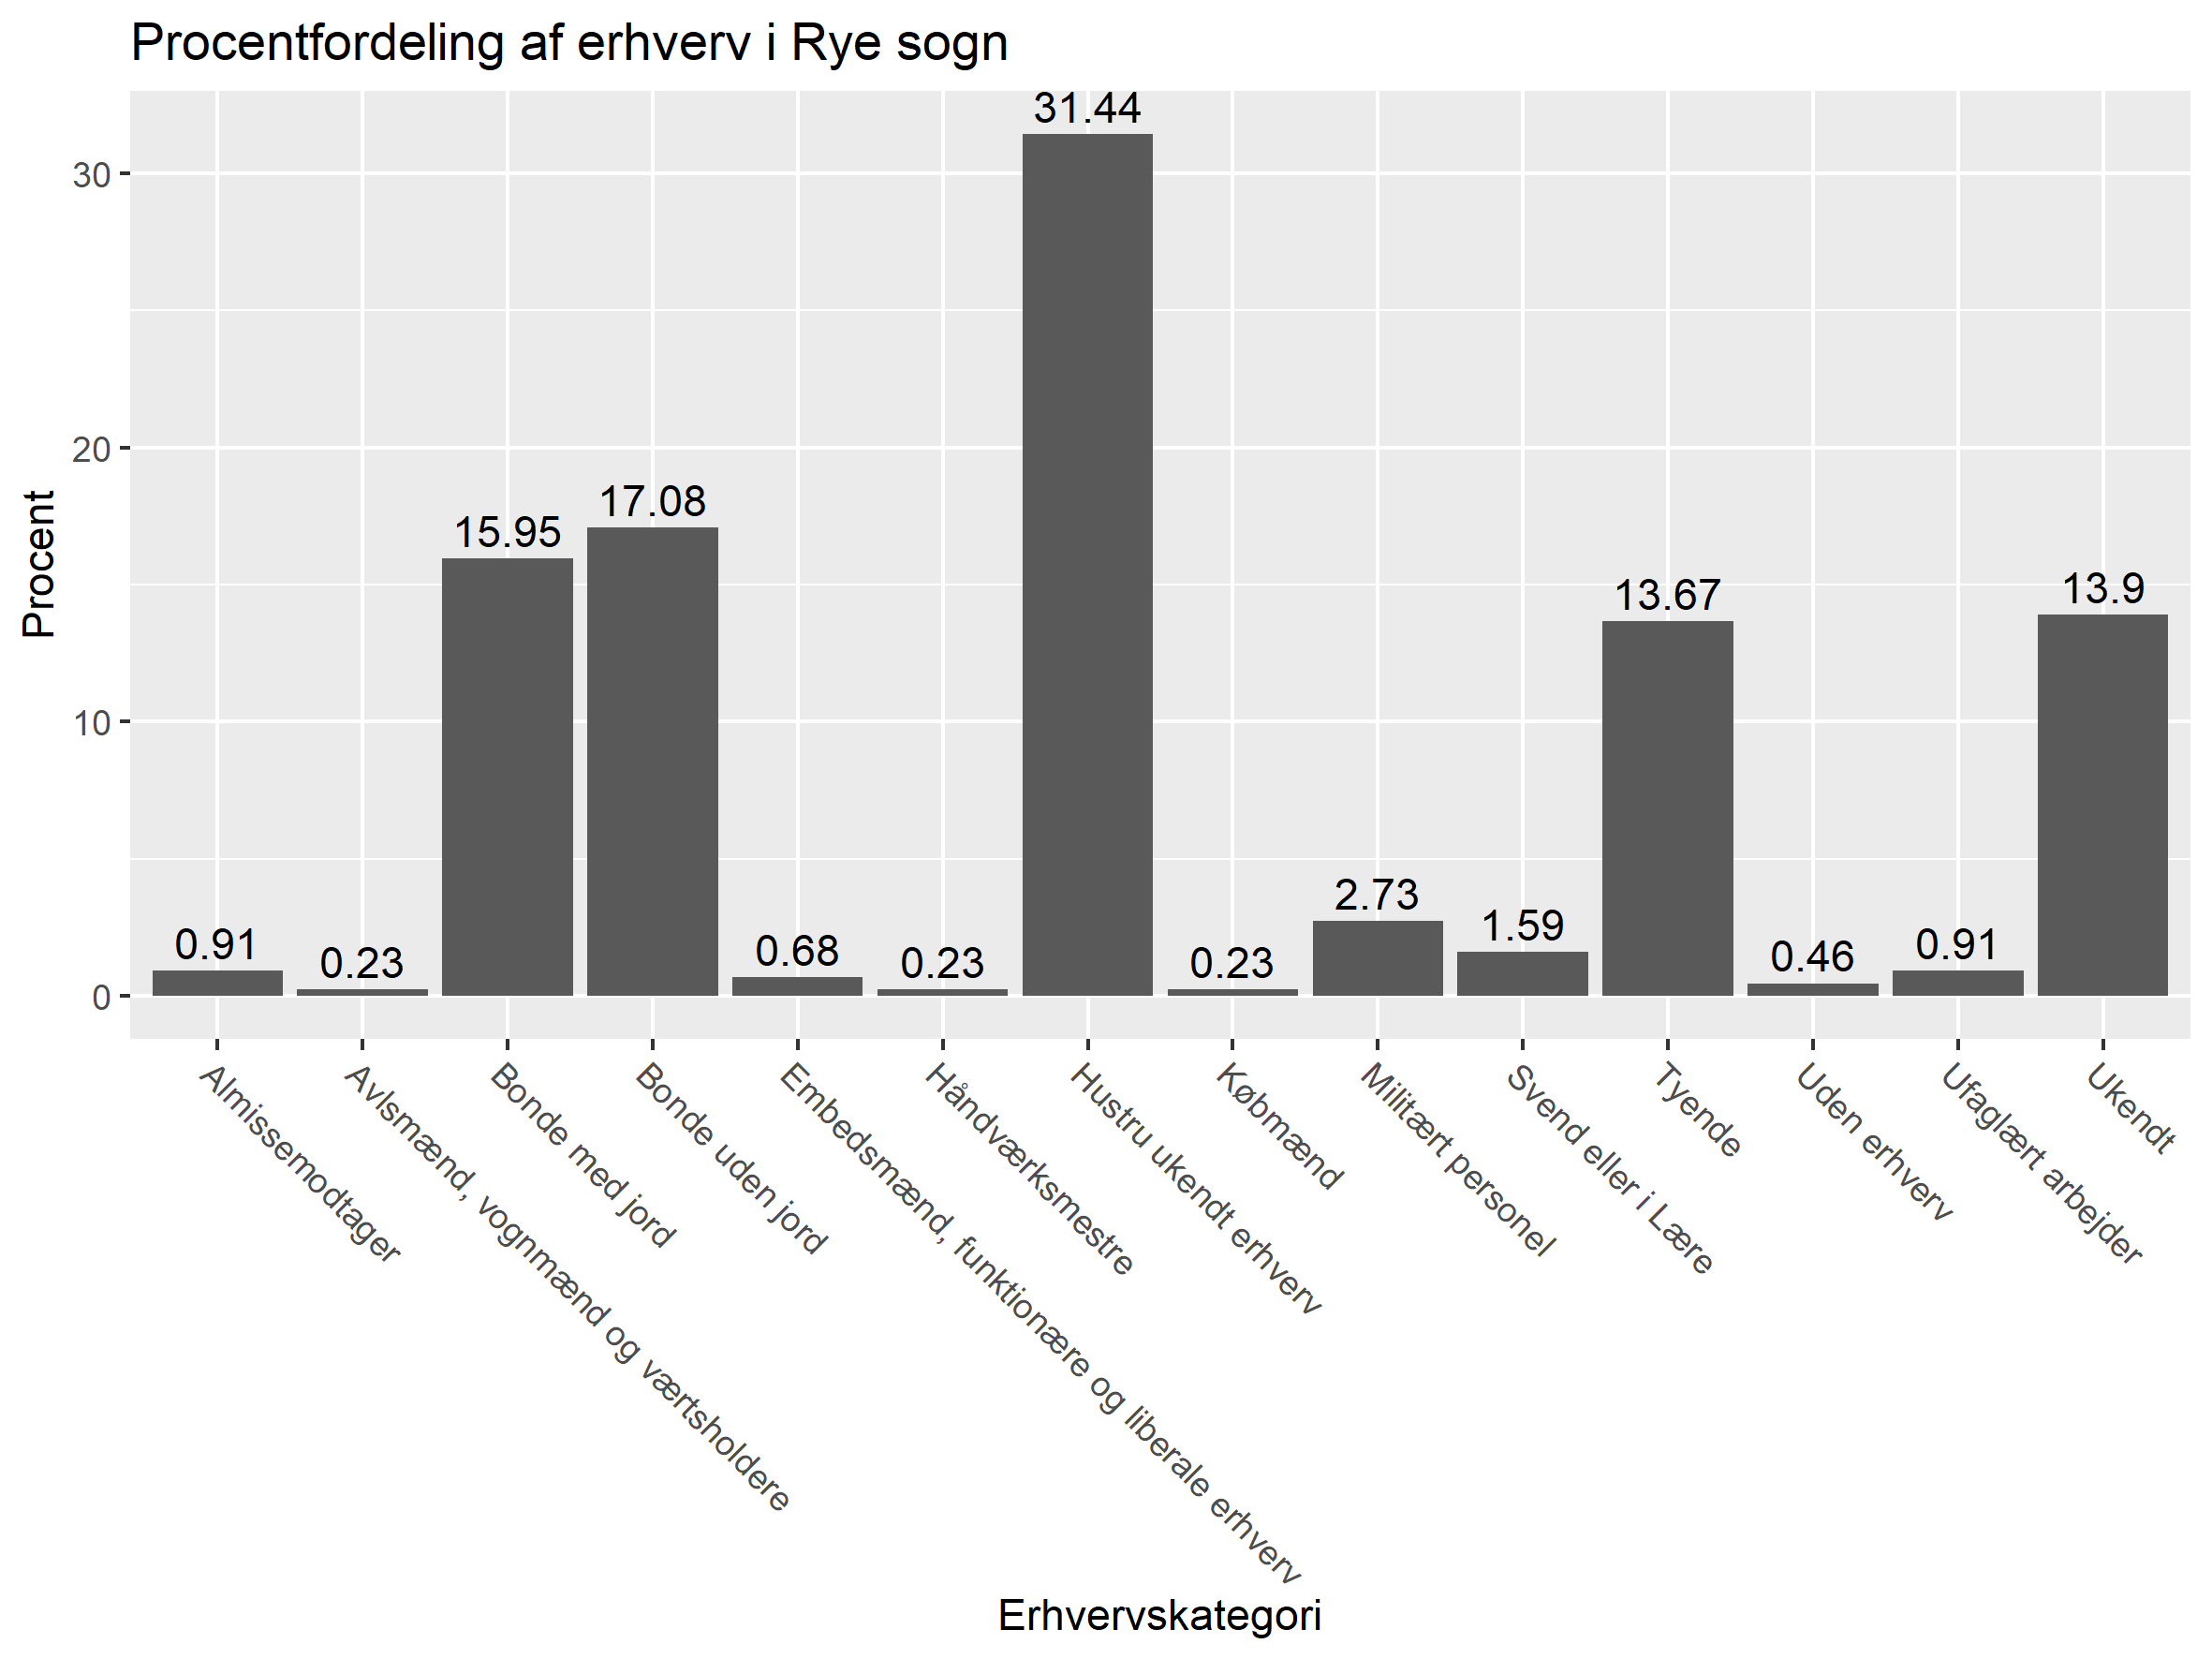 Procentfordeling af erhverv i Rye sogn
Procent
30
20
10
0
0.91
0.23
15.95
17.08
0.68
0.23
31.44
0.23
2.73
1.59
13.67
0.46
0.91
13.9
Almissemodtager
Avlsmænd, vognmænd og værtsholdere
Bonde med jord
Bonde uden jord
Embedsmænd, funktionære og liberale erhverv
Håndværksmestre
Hustru ukendt erhverv
Købmænd
Militært personel
Svend eller i Lære
Tyende
Uden erhverv
Ufaglært arbejder
Ukendt
Erhvervskategori